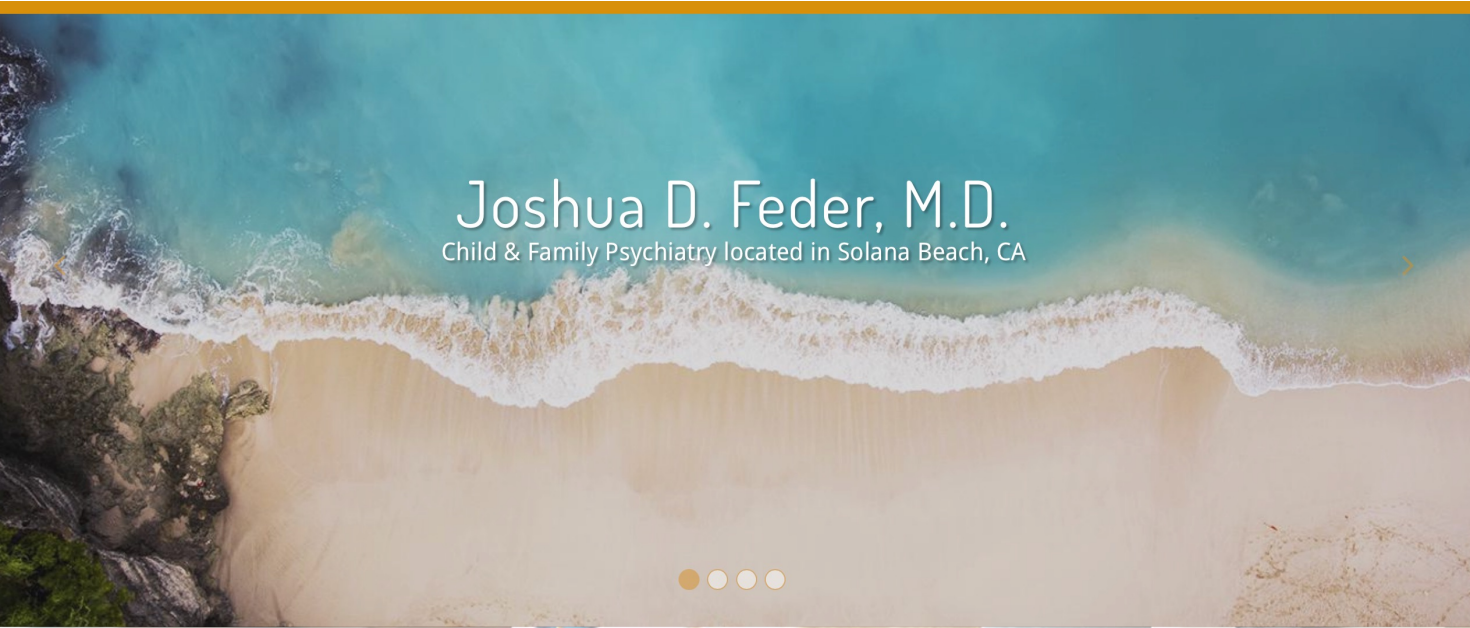 Joshua D. Feder, M.D.
Child & Family Psychiatry located in Solana Beach, CA